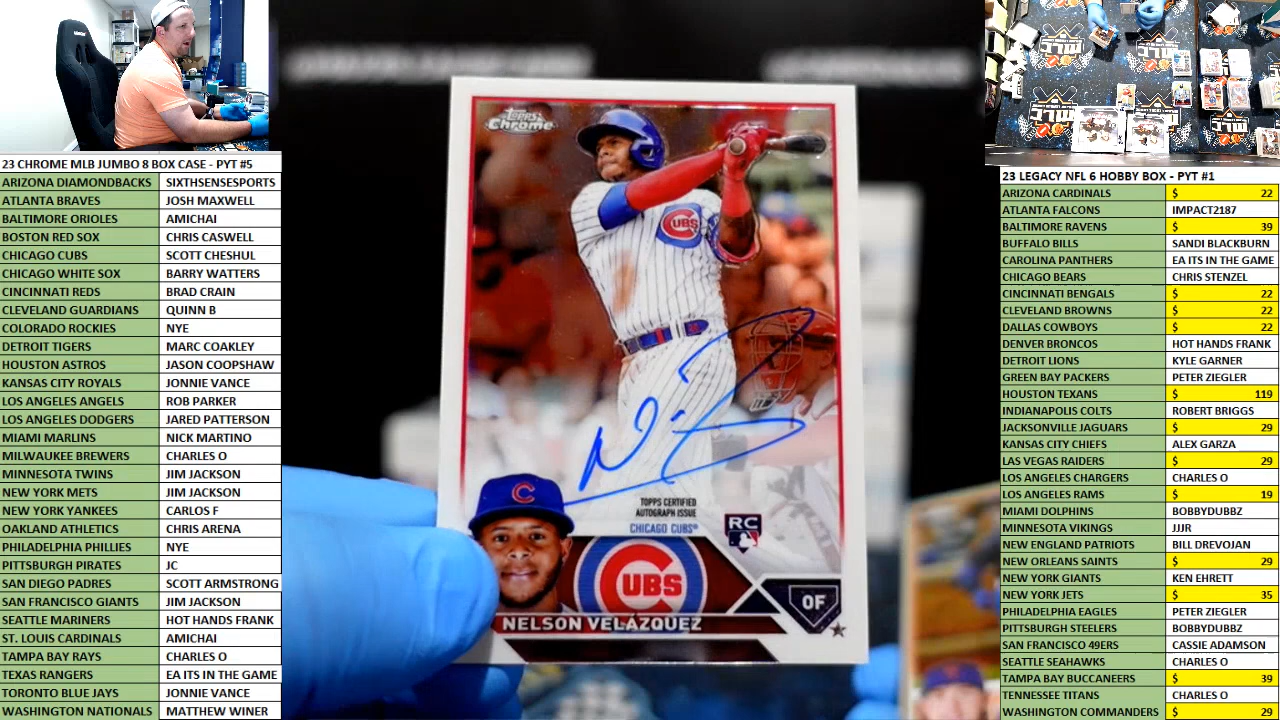 23 CHROME MLB JUMBO 8 BOX CASE - PYT #5
ARIZONA DIAMONDBACKS SIXTHSENSESPORTS
ATLANTA BRAVES JOSH MAXWELL
BALTIMORE ORIOLES AMICHAI
BOSTON RED SOX CHRIS CASWELL
CHICAGO CUBS SCOTT CHESHUL
CHICAGO WHITE SOX BARRY WATTERS
CINCINNATI REDS BRAD CRAIN
CLEVELAND GUARDIANS QUINN B
COLORADO ROCKIES NYE
DETROIT TIGERS MARC COAKLEY
HOUSTON ASTROS JASON COOPSHAW
KANSAS CITY ROYALS JONNIE VANCE
LOS ANGELES ANGELS ROB PARKER
LOS ANGELES DODGERS JARED PATTERSON
MIAMI MARLINS NICK MARTINO
MILWAUKEE BREWERS CHARLES O
MINNESOTA TWINS JIM JACKSON
NEW YORK METS JIM JACKSON
NEW YORK YANKEES CARLOS F
OAKLAND ATHLETICS CHRIS ARENA
PHILADELPHIA PHILLIES NYE
PITTSBURGH PIRATES JC
SAN DIEGO PADRES SCOTT ARMSTRONG
SAN FRANCISCO GIANTS JIM JACKSON
SEATTLE MARINERS HOT HANDS FRANK
ST. LOUIS CARDINALS AMICHAI
TAMPA BAY RAYS CHARLES O
TEXAS RANGERS EA ITS IN THE GAME
TORONTO BLUE JAYS JONNIE VANCE
WASHINGTON NATIONALS MATTHEW WINER
Topps
Chrome
CUBS
TOPPS CERTIFIED
AUTOGRAPH ISSUE
CHICAGO CUBS
RC
C
CUBS
OF
NELSON VELÁZQUEZ
23 LEGACY NFL 6 HOBBY BOX - PYT #1
ARIZONA CARDINALS $ 22
ATLANTA FALCONS IMPACT2187
BALTIMORE RAVENS $ 39
BUFFALO BILLS SANDI BLACKBURN
CAROLINA PANTHERS EA ITS IN THE GAME
CHICAGO BEARS CHRIS STENZEL
CINCINNATI BENGALS $ 22
CLEVELAND BROWNS $ 22
DALLAS COWBOYS $ 22
DENVER BRONCOS HOT HANDS FRANK
DETROIT LIONS KYLE GARNER
GREEN BAY PACKERS PETER ZIEGLER
HOUSTON TEXANS $ 119
INDIANAPOLIS COLTS ROBERT BRIGGS
JACKSONVILLE JAGUARS $ 29
KANSAS CITY CHIEFS ALEX GARZA
LAS VEGAS RAIDERS $ 29
LOS ANGELES CHARGERS CHARLES O
LOS ANGELES RAMS $ 19
MIAMI DOLPHINS BOBBYDUBBZ
MINNESOTA VIKINGS JJJR
NEW ENGLAND PATRIOTS BILL DREVOJAN
NEW ORLEANS SAINTS $ 29
NEW YORK GIANTS KEN EHRETT
NEW YORK JETS $ 35
PHILADELPHIA EAGLES PETER ZIEGLER
PITTSBURGH STEELERS BOBBYDUBBZ
SAN FRANCISCO 49ERS CASSIE ADAMSON
SEATTLE SEAHAWKS CHARLES O
TAMPA BAY BUCCANEERS $ 39
TENNESSEE TITANS CHARLES O
WASHINGTON COMMANDERS $ 29